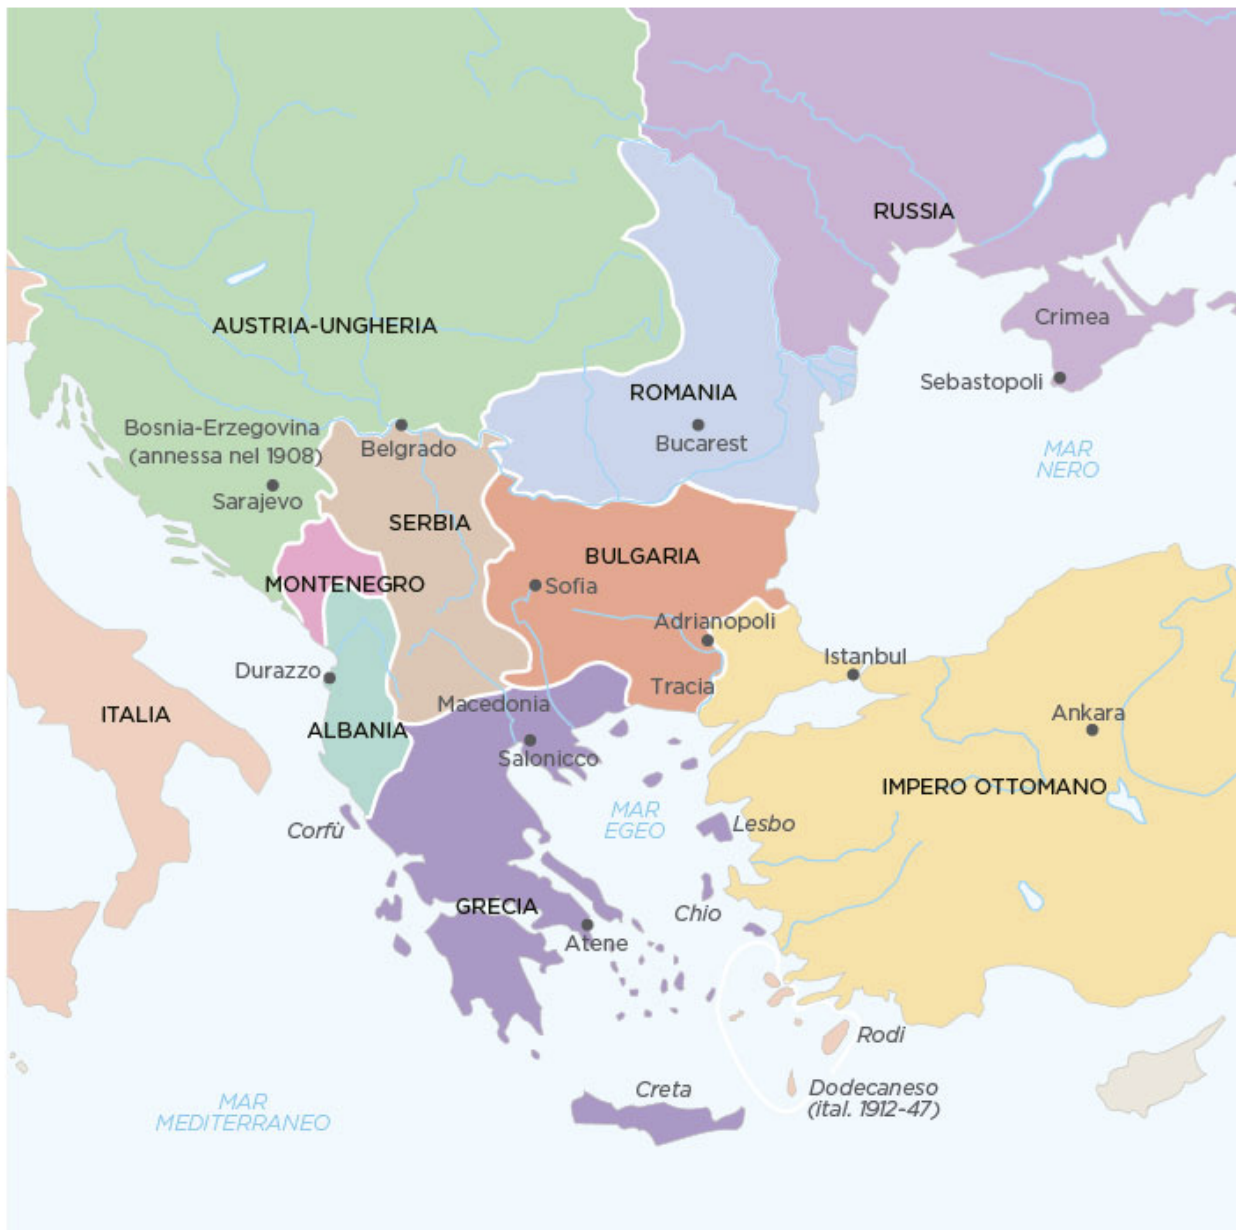 RUSSIA
Crimea
AUSTRIA-UNGHERIA
Sebastopoli
ROMANIA
Bosnia-Erzegovina
(annessa nel 1908)
Belgrado
Bucarest
MAR
NERO
Sarajevo
SERBIA
BULGARIA
MONTENEGRO
Sofia
Adrianopoli
Istanbul
Durazzo
Tracia
Macedonia
ITALIA
ALBANIA
Ankara
Salonicco
IMPERO OTTOMANO
MAR
EGEO
Corfù
Lesbo
GRECIA
Chio
Atene
Rodi
Creta
Dodecaneso
(ital. 1912-47)
MAR
MEDITERRANEO